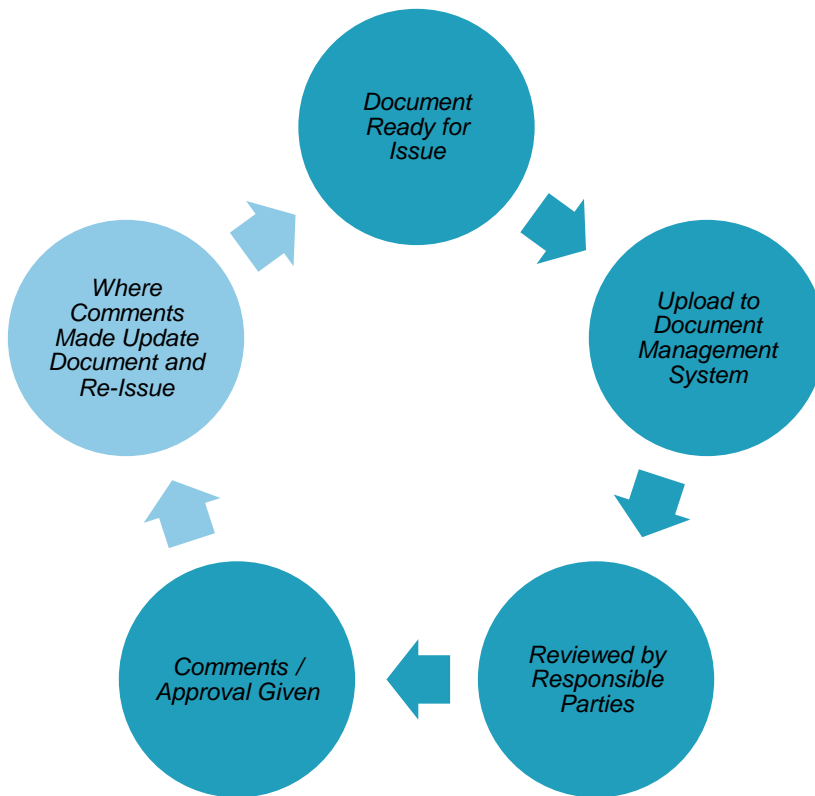 Document
Ready for
Issue
Upload to
Document
Management
System
Reviewed by
Responsible
Parties
Comments /
Approval Given
Where
Comments
Made Update
Document and
Re-Issue